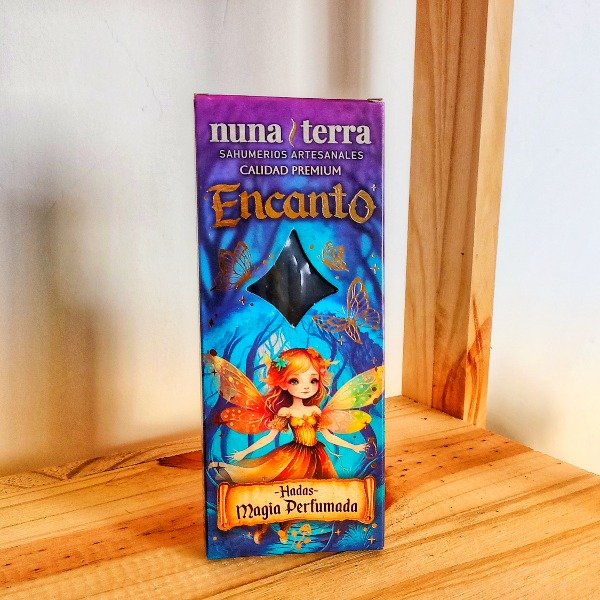 nuna terra
SAHUMERIOS ARTESANALES
CALIDAD PREMIUM
Encanto
-Hadas-
Magia Perfumada